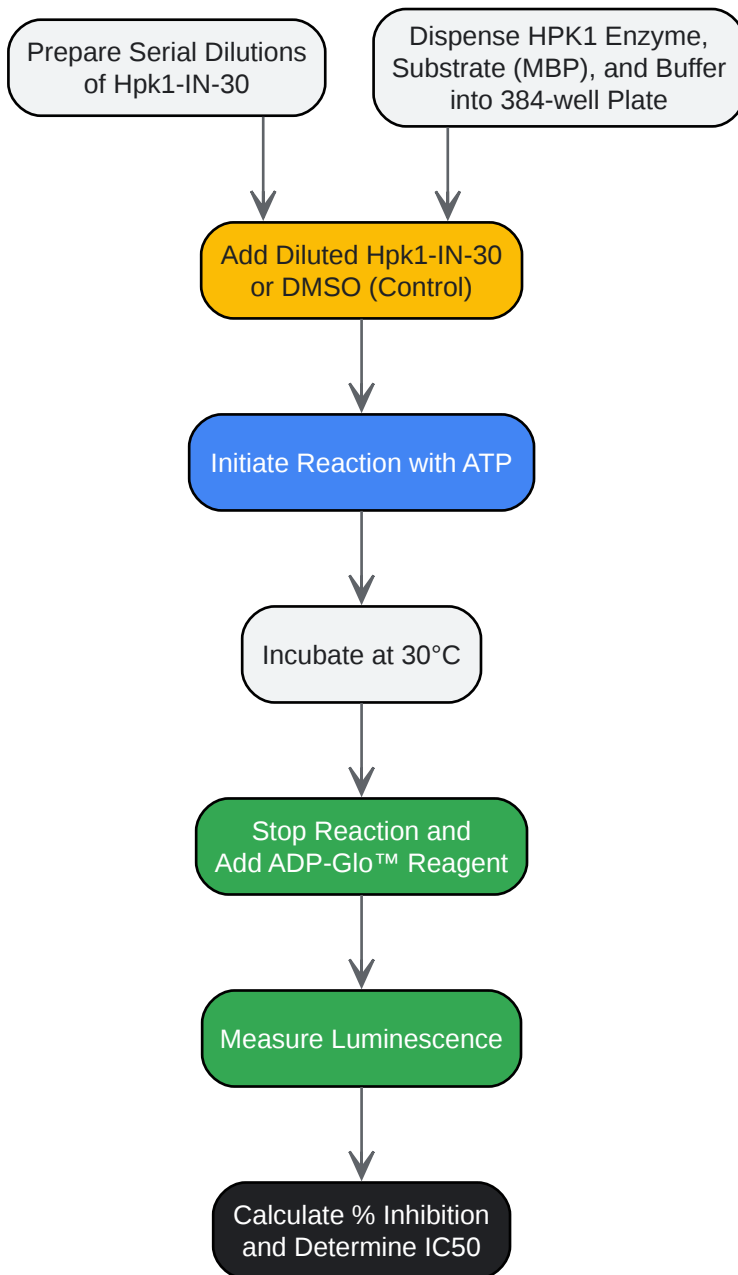 Prepare Serial Dilutions
of Hpk1-IN-30
Dispense HPK1 Enzyme,
Substrate (MBP), and Buffer
into 384-well Plate
Add Diluted Hpk1-IN-30
or DMSO (Control)
Initiate Reaction with ATP
Incubate at 30°C
Stop Reaction and
Add ADP-Glo™ Reagent
Measure Luminescence
Calculate % Inhibition
and Determine IC50